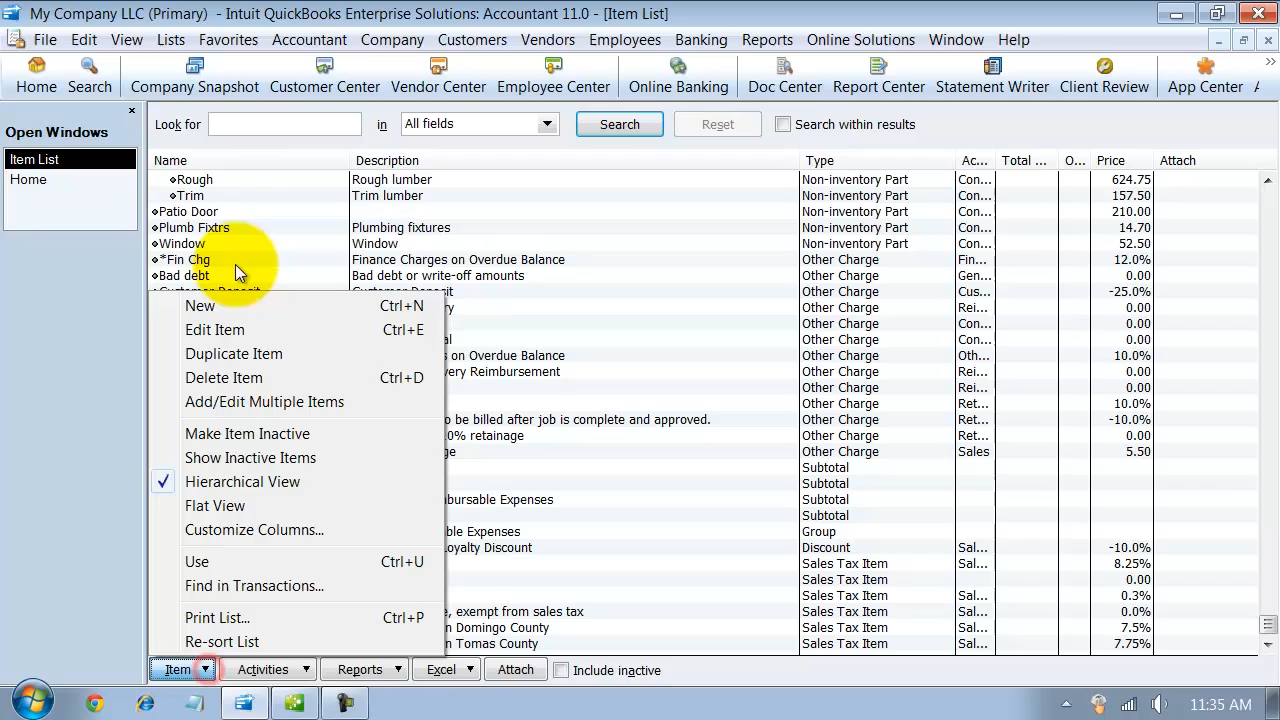 My Company LLC (Primary) - Intuit QuickBooks Enterprise Solutions: Accountant 11.0 - [Item List]
File Edit View Lists Favorites Accountant Company Customers Vendors Employees Banking Reports Online Solutions Window Help
Home Search Company Snapshot Customer Center Vendor Center Employee Center Online Banking Doc Center Report Center Statement Writer Client Review App Center
Open Windows
Item List
Home
Look for in All fields Search Reset Search within results
Name Description Type Ac... Total ... O... Price Attach
Rough Rough lumber Non-inventory Part Con... 624.75
Trim Trim lumber Non-inventory Part Con... 157.50
Patio Door Non-inventory Part Con... 210.00
Plumb Fixtrs Plumbing fixtures Non-inventory Part Con... 14.70
Window Window Non-inventory Part Con... 52.50
*Fin Chg Finance Charges on Overdue Balance Other Charge Fin... 12.0%
Bad debt Bad debt or write-off amounts Other Charge Gen... 0.00
Customer Deposit Customer Deposit Other Charge Cus... -25.0%
Other Charge Rei... 0.00
Other Charge Con... 0.00
Other Charge Con... 0.00
s on Overdue Balance Other Charge Oth... 10.0%
very Reimbursement Other Charge Rei... 0.00
Other Charge Rei... 0.00
Other Charge Ret... 10.0%
o be billed after job is complete and approved. Other Charge Ret... -10.0%
0% retainage Other Charge Ret... 0.00
ge Other Charge Sales 5.50
Subtotal
Subtotal
mbursable Expenses Subtotal
Subtotal
able Expenses Group
oyalty Discount Discount Sal... -10.0%
Sales Tax Item Sal... 8.25%
Sales Tax Item 0.00
Sales Tax Item Sal... 0.3%
e, exempt from sales tax Sales Tax Item Sal... 0.0%
n Domingo County Sales Tax Item Sal... 7.5%
n Tomas County Sales Tax Item Sal... 7.75%
New Ctrl+N
Edit Item Ctrl+E
Duplicate Item
Delete Item Ctrl+D
Add/Edit Multiple Items
Make Item Inactive
Show Inactive Items
Hierarchical View
Flat View
Customize Columns...
Use Ctrl+U
Find in Transactions...
Print List... Ctrl+P
Re-sort List
Item Activities Reports Excel Attach Include inactive
11:35 AM